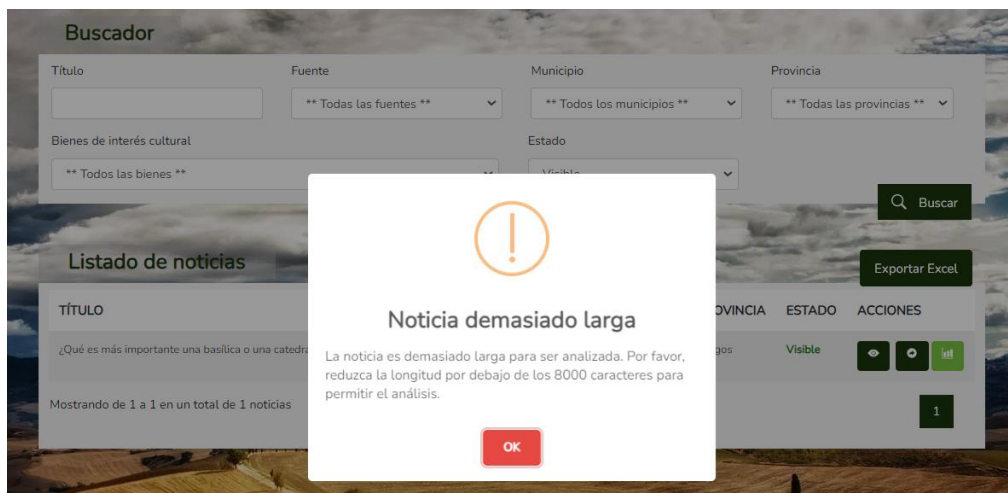 Buscador
Título Fuente Municipio Provincia
** Todas las fuentes ** ** Todos los municipios ** ** Todas las provincias **
Bienes de interés cultural Estado
** Todos las bienes ** Visible
Buscar
Listado de noticias
Exportar Excel
TÍTULO OVINCIA ESTADO ACCIONES
¿Qué es más importante una basílica o una catedra gos Visible
Mostrando de 1 a 1 en un total de 1 noticias 1
Noticia demasiado larga
La noticia es demasiado larga para ser analizada. Por favor,
reduzca la longitud por debajo de los 8000 caracteres para
permitir el análisis.
OK